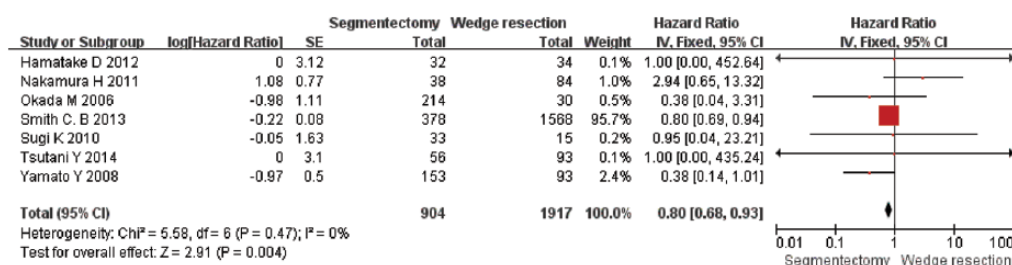 Segmentectomy Wedge resection Hazard Ratio Hazard Ratio
Study or Subgroup log[Hazard Ratio] SE Total Total Weight IV, Fixed, 95% CI IV, Fixed, 95% CI
Hamatake D 2012 0 3.12 32 34 0.1% 1.00 [0.00, 452.64]
Nakamura H 2011 1.08 0.77 38 84 1.0% 2.94 [0.65, 13.32]
Okada M 2006 -0.98 1.11 214 30 0.5% 0.38 [0.04, 3.31]
Smith C. B 2013 -0.22 0.08 378 1568 95.7% 0.80 [0.69, 0.94]
Sugi K 2010 -0.05 1.63 33 15 0.2% 0.95 [0.04, 23.21]
Tsutani Y 2014 0 3.1 56 93 0.1% 1.00 [0.00, 435.24]
Yamato Y 2008 -0.97 0.5 153 93 2.4% 0.38 [0.14, 1.01]
Total (95% CI) 904 1917 100.0% 0.80 [0.68, 0.93]
Heterogeneity: Chi² = 5.58, df = 6 (P = 0.47); I² = 0%
Test for overall effect: Z = 2.91 (P = 0.004)
0.01 0.1 1 10 100
Segmentectomy Wedge resection